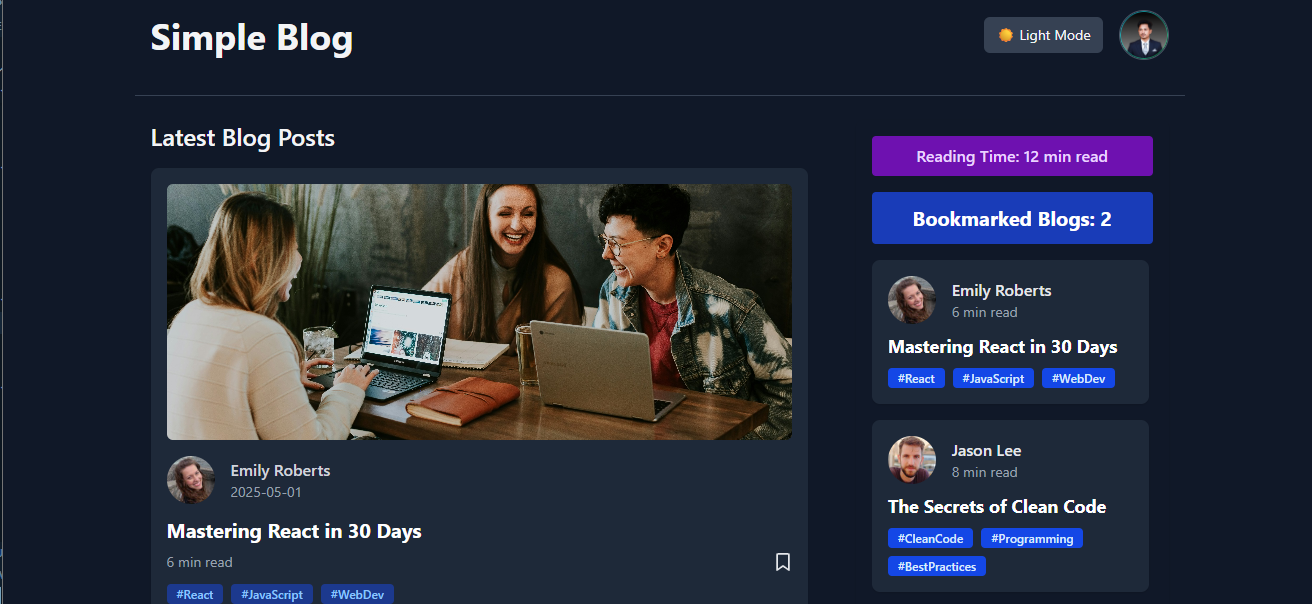 Simple Blog
Light Mode
Latest Blog Posts
Emily Roberts
2025-05-01
Mastering React in 30 Days
6 min read
#React #JavaScript #WebDev
Reading Time: 12 min read
Bookmarked Blogs: 2
Emily Roberts
6 min read
Mastering React in 30 Days
#React #JavaScript #WebDev
Jason Lee
8 min read
The Secrets of Clean Code
#CleanCode #Programming
#BestPractices